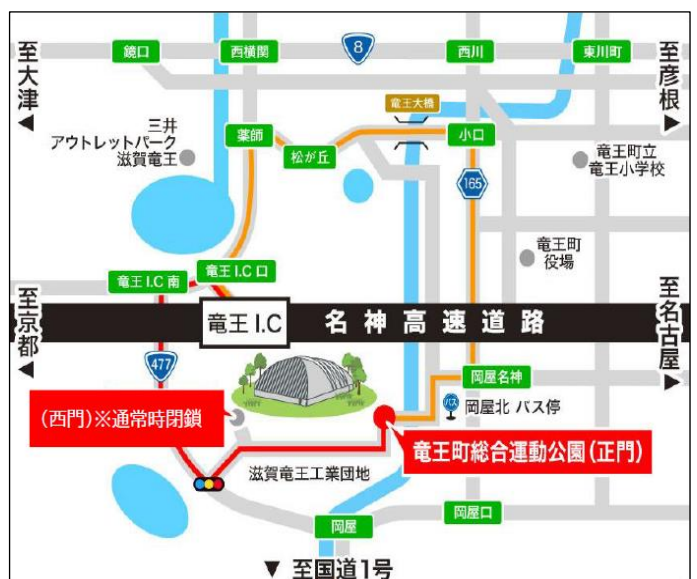 鏡口
西横関
8
西川
東川町
至大津
至彦根
竜王大橋
三井
アウトレットパーク
滋賀竜王
薬師
松が丘
小口
竜王町立
竜王小学校
165
竜王町
役場
竜王I.C南
竜王I.C口
至京都
竜王I.C
名神高速道路
至名古屋
477
岡屋名神
(西門)※通常時閉鎖
バス
岡屋北 バス停
竜王町総合運動公園(正門)
滋賀竜王工業団地
岡屋
岡屋口
▼ 至国道1号